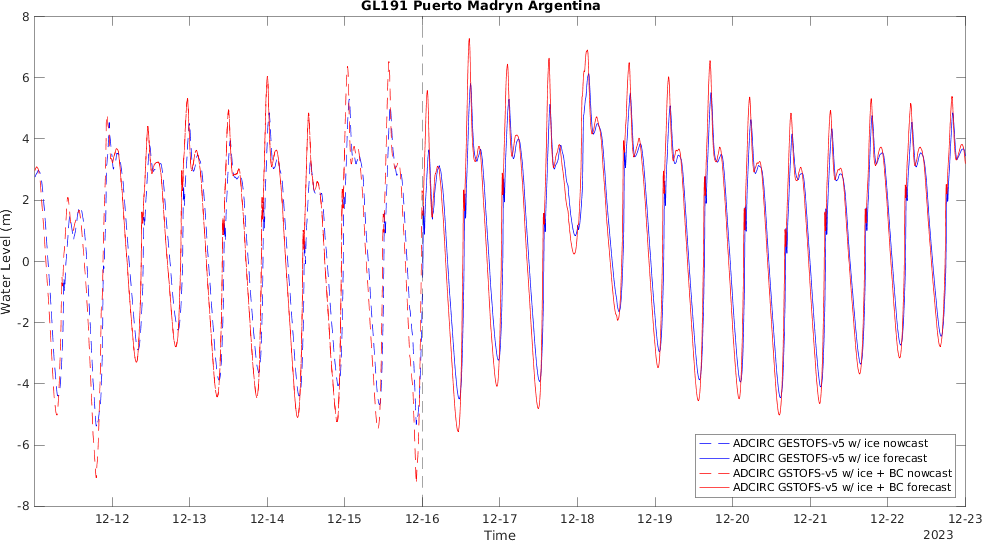 GL191 Puerto Madryn Argentina
8
6
4
2
0
-2
-4
-6
-8
Water Level (m)
ADCIRC GESTOFS-v5 w/ ice nowcast
ADCIRC GESTOFS-v5 w/ ice forecast
ADCIRC GSTOFS-v5 w/ ice + BC nowcast
ADCIRC GSTOFS-v5 w/ ice + BC forecast
12-12 12-13 12-14 12-15 12-16 12-17 12-18 12-19 12-20 12-21 12-22 12-23
Time
2023